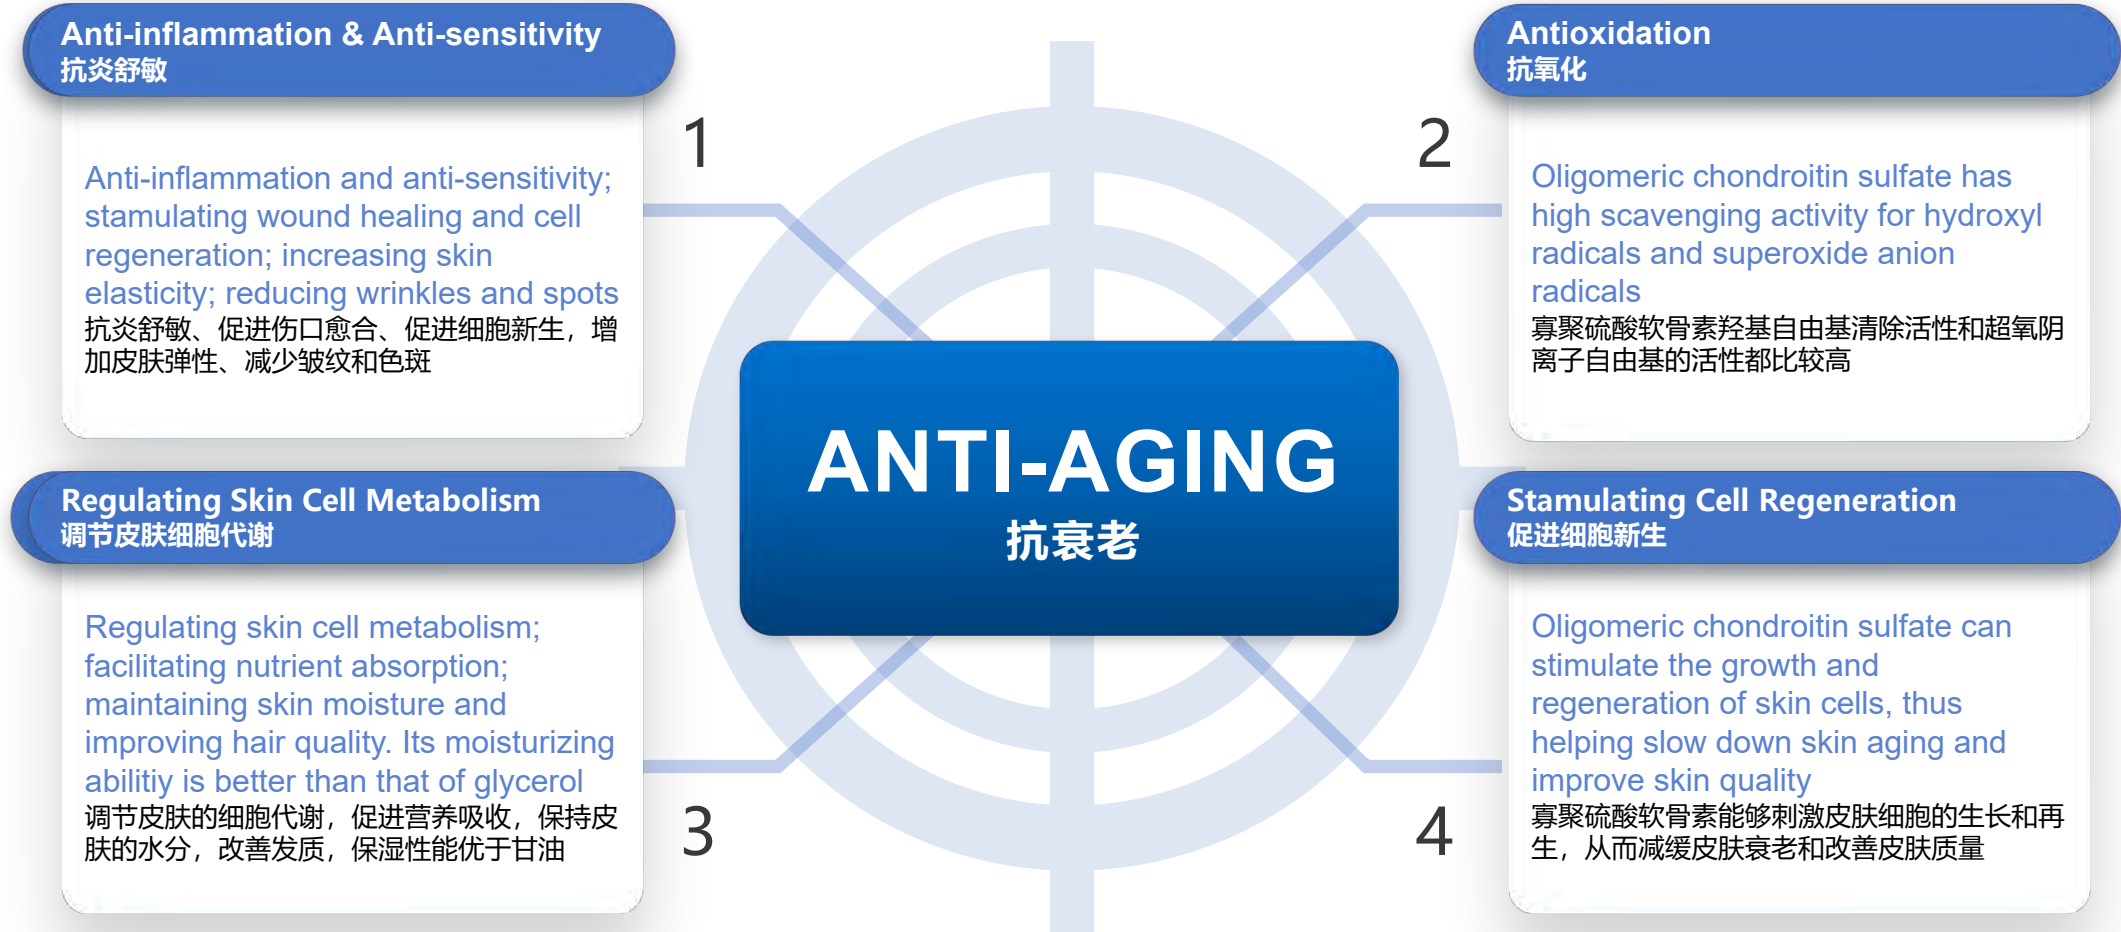 Anti-inflammation & Anti-sensitivity
抗炎舒敏
1
Anti-inflammation and anti-sensitivity;
stamulating wound healing and cell
regeneration; increasing skin
elasticity; reducing wrinkles and spots
抗炎舒敏、促进伤口愈合、促进细胞新生，增
加皮肤弹性、减少皱纹和色斑
Antioxidation
抗氧化
2
Oligomeric chondroitin sulfate has
high scavenging activity for hydroxyl
radicals and superoxide anion
radicals
寡聚硫酸软骨素羟基自由基清除活性和超氧阴
离子自由基的活性都比较高
ANTI-AGING
抗衰老
Regulating Skin Cell Metabolism
调节皮肤细胞代谢
Regulating skin cell metabolism;
facilitating nutrient absorption;
maintaining skin moisture and
improving hair quality. Its moisturizing
abilitiy is better than that of glycerol
调节皮肤的细胞代谢，促进营养吸收，保持皮
肤的水分，改善发质，保湿性能优于甘油
3
Stamulating Cell Regeneration
促进细胞新生
Oligomeric chondroitin sulfate can
stimulate the growth and
regeneration of skin cells, thus
helping slow down skin aging and
improve skin quality
寡聚硫酸软骨素能够刺激皮肤细胞的生长和再
生，从而减缓皮肤衰老和改善皮肤质量
4